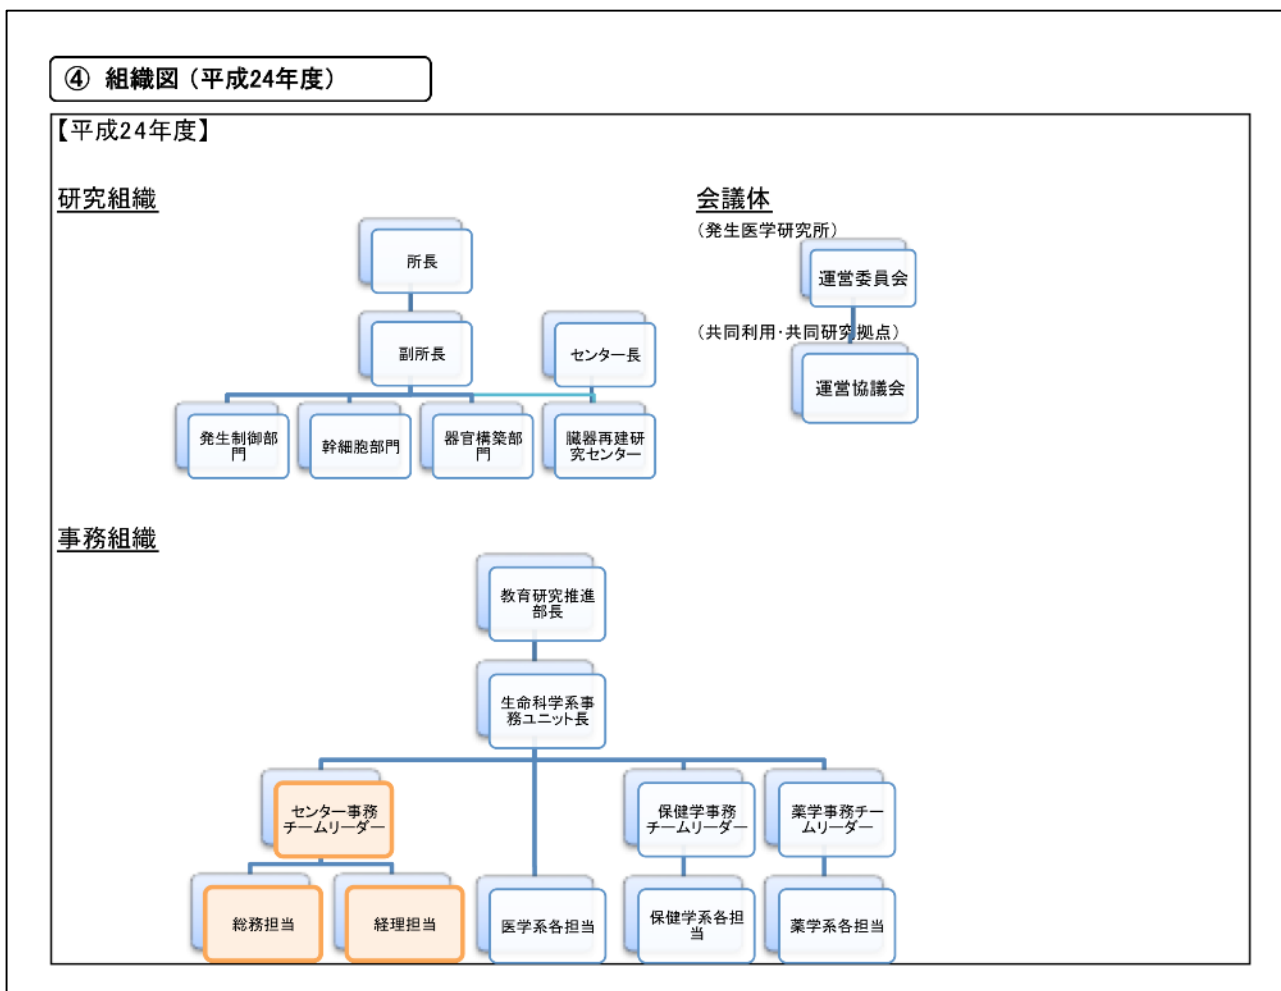 ④ 組織図（平成24年度）
【平成24年度】
研究組織
会議体
（発生医学研究所）
所長
運営委員会
副所長
センター長
（共同利用・共同研究拠点）
運営協議会
発生制御部
門
幹細胞部門
器官構築部
門
臓器再建研
究センター
事務組織
教育研究推進
部長
生命科学系事
務ユニット長
センター事務
チームリーダー
保健学事務
チームリーダー
薬学事務チー
ムリーダー
総務担当
経理担当
医学系各担当
保健学系各担
当
薬学系各担当